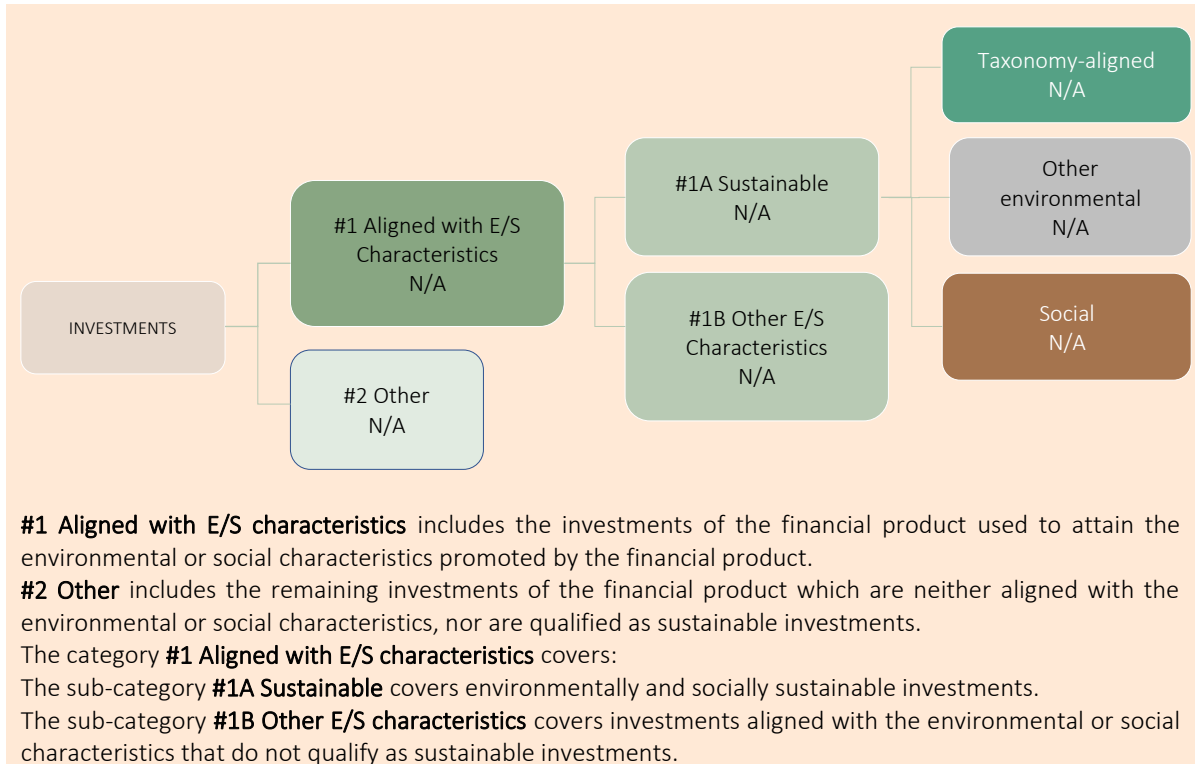 Taxonomy-aligned
N/A
#1A Sustainable
N/A
Other
environmental
N/A
#1 Aligned with E/S
Characteristics
N/A
INVESTMENTS
#1B Other E/S
Characteristics
N/A
Social
N/A
#2 Other
N/A
#1 Aligned with E/S characteristics includes the investments of the financial product used to attain the
environmental or social characteristics promoted by the financial product.
#2 Other includes the remaining investments of the financial product which are neither aligned with the
environmental or social characteristics, nor are qualified as sustainable investments.
The category #1 Aligned with E/S characteristics covers:
The sub-category #1A Sustainable covers environmentally and socially sustainable investments.
The sub-category #1B Other E/S characteristics covers investments aligned with the environmental or social
characteristics that do not qualify as sustainable investments.